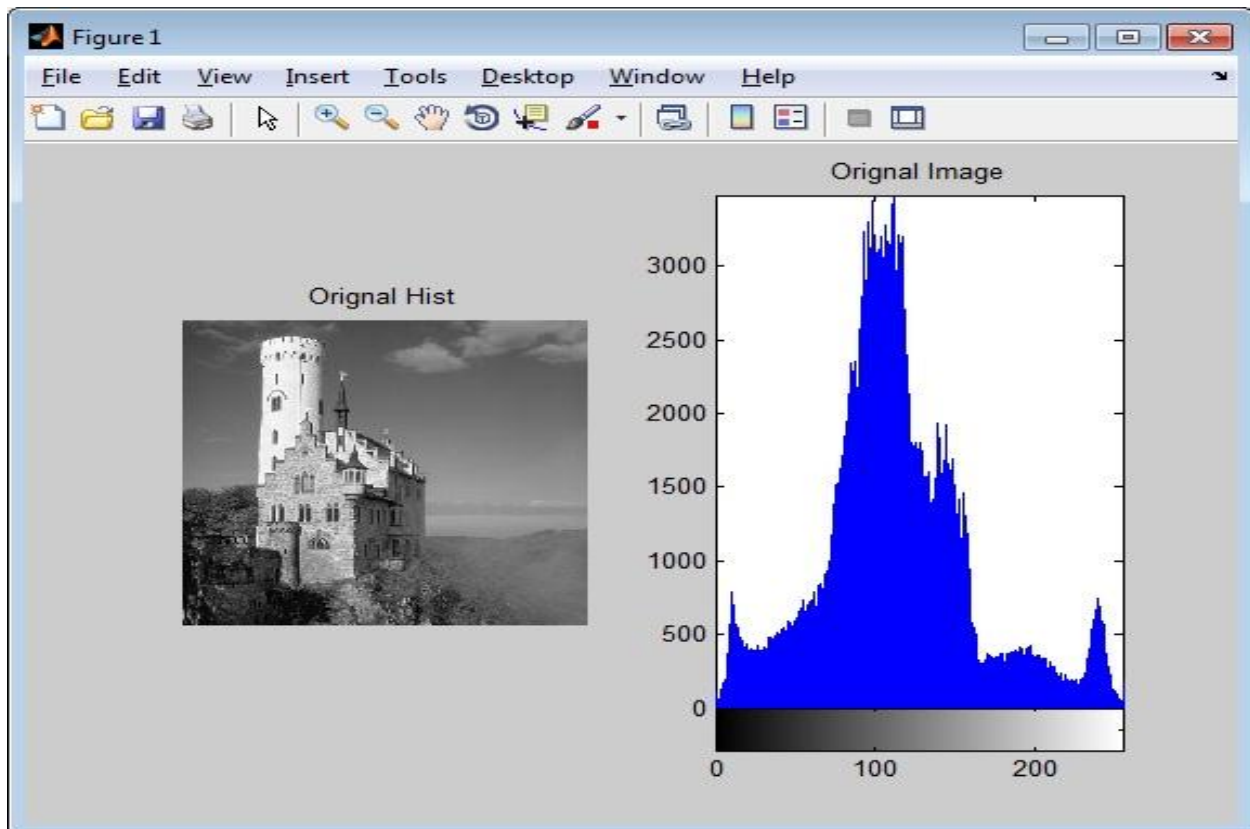 Figure 1
File Edit View Insert Tools Desktop Window Help
Orignal Hist
Orignal Image
3000
2500
2000
1500
1000
500
0
0 100 200